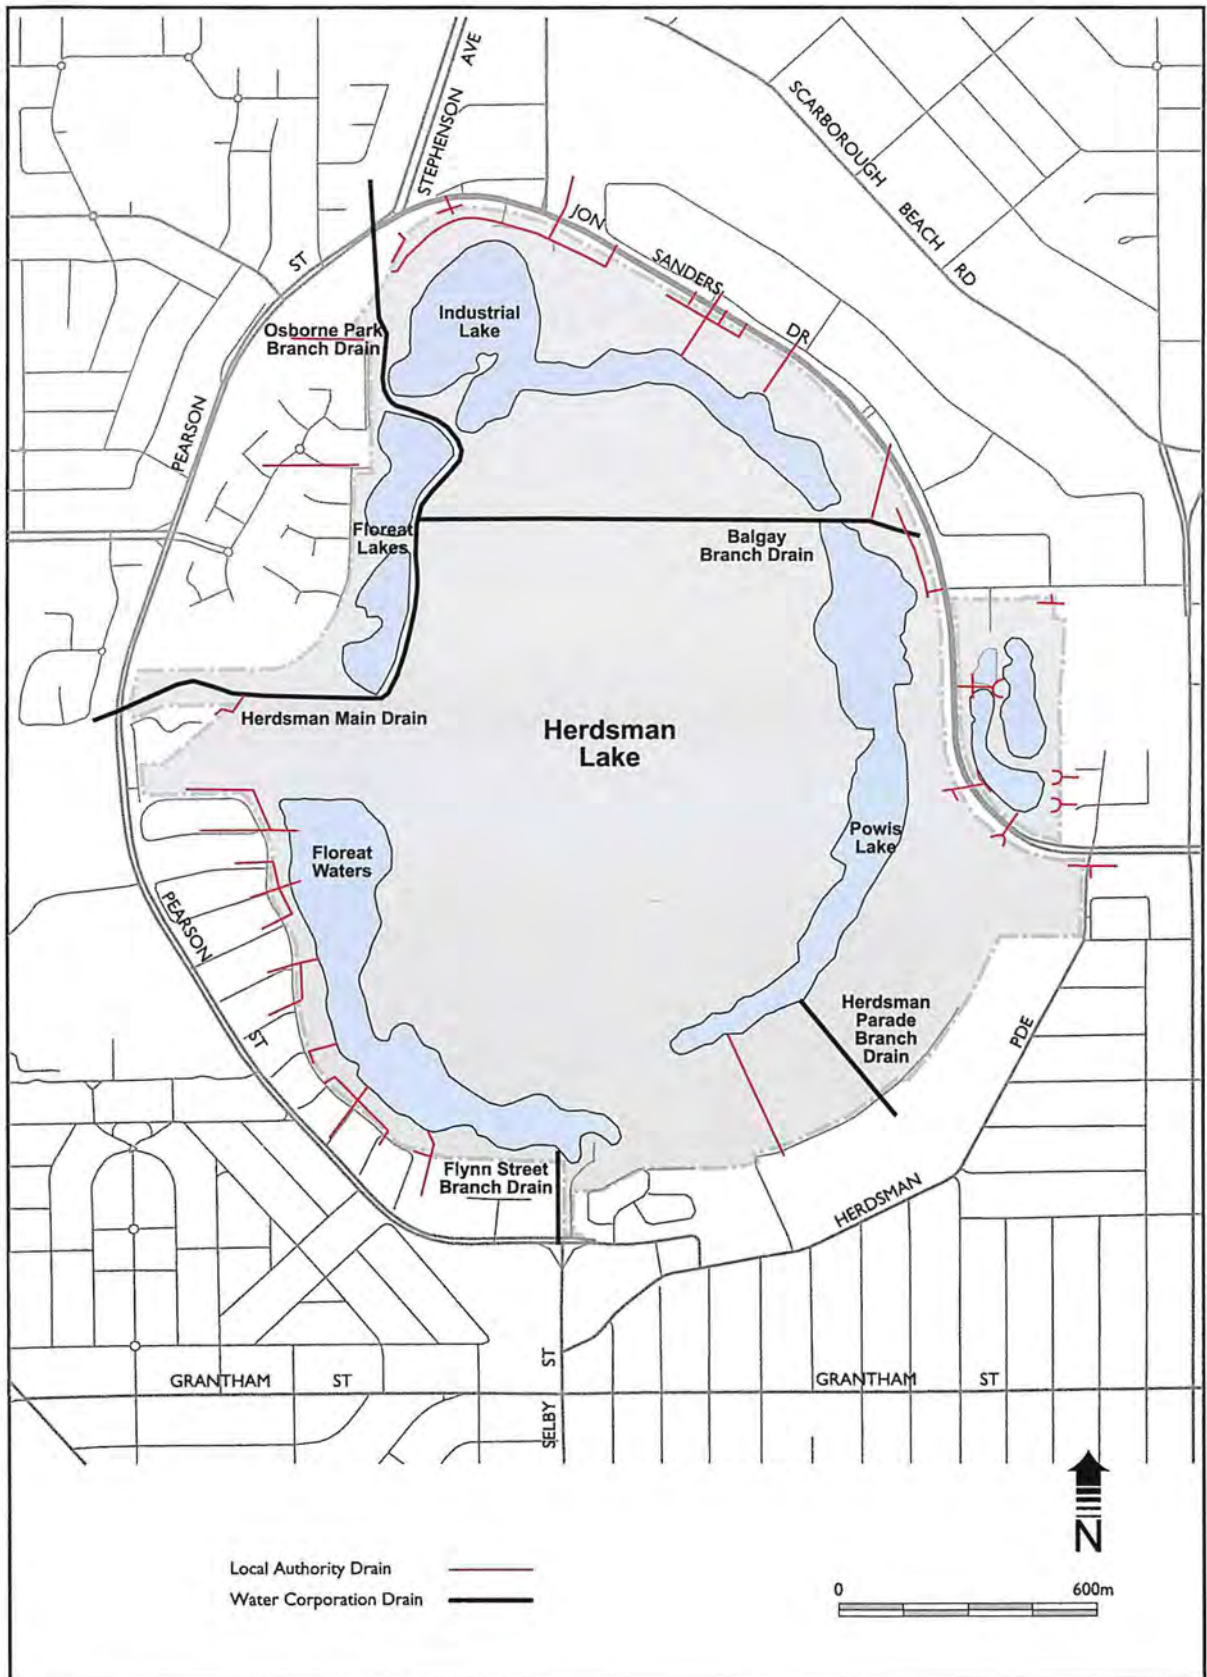 STEPHENSON AVE
SCARBOROUGH BEACH RD
JON SANDERS DR
PEARSON ST
Industrial
Lake
Osborne Park
Branch Drain
Floreat
Lakes
Balgay
Branch Drain
Herdsman Main Drain
Herdsman
Lake
Powis
Lake
Floreat
Waters
PEARSON ST
Herdsman
Parade
Branch
Drain
Flynn Street
Branch Drain
HERDSMAN PDE
GRANTHAM ST
SELBY ST
GRANTHAM ST
N
Local Authority Drain
Water Corporation Drain
0 600m